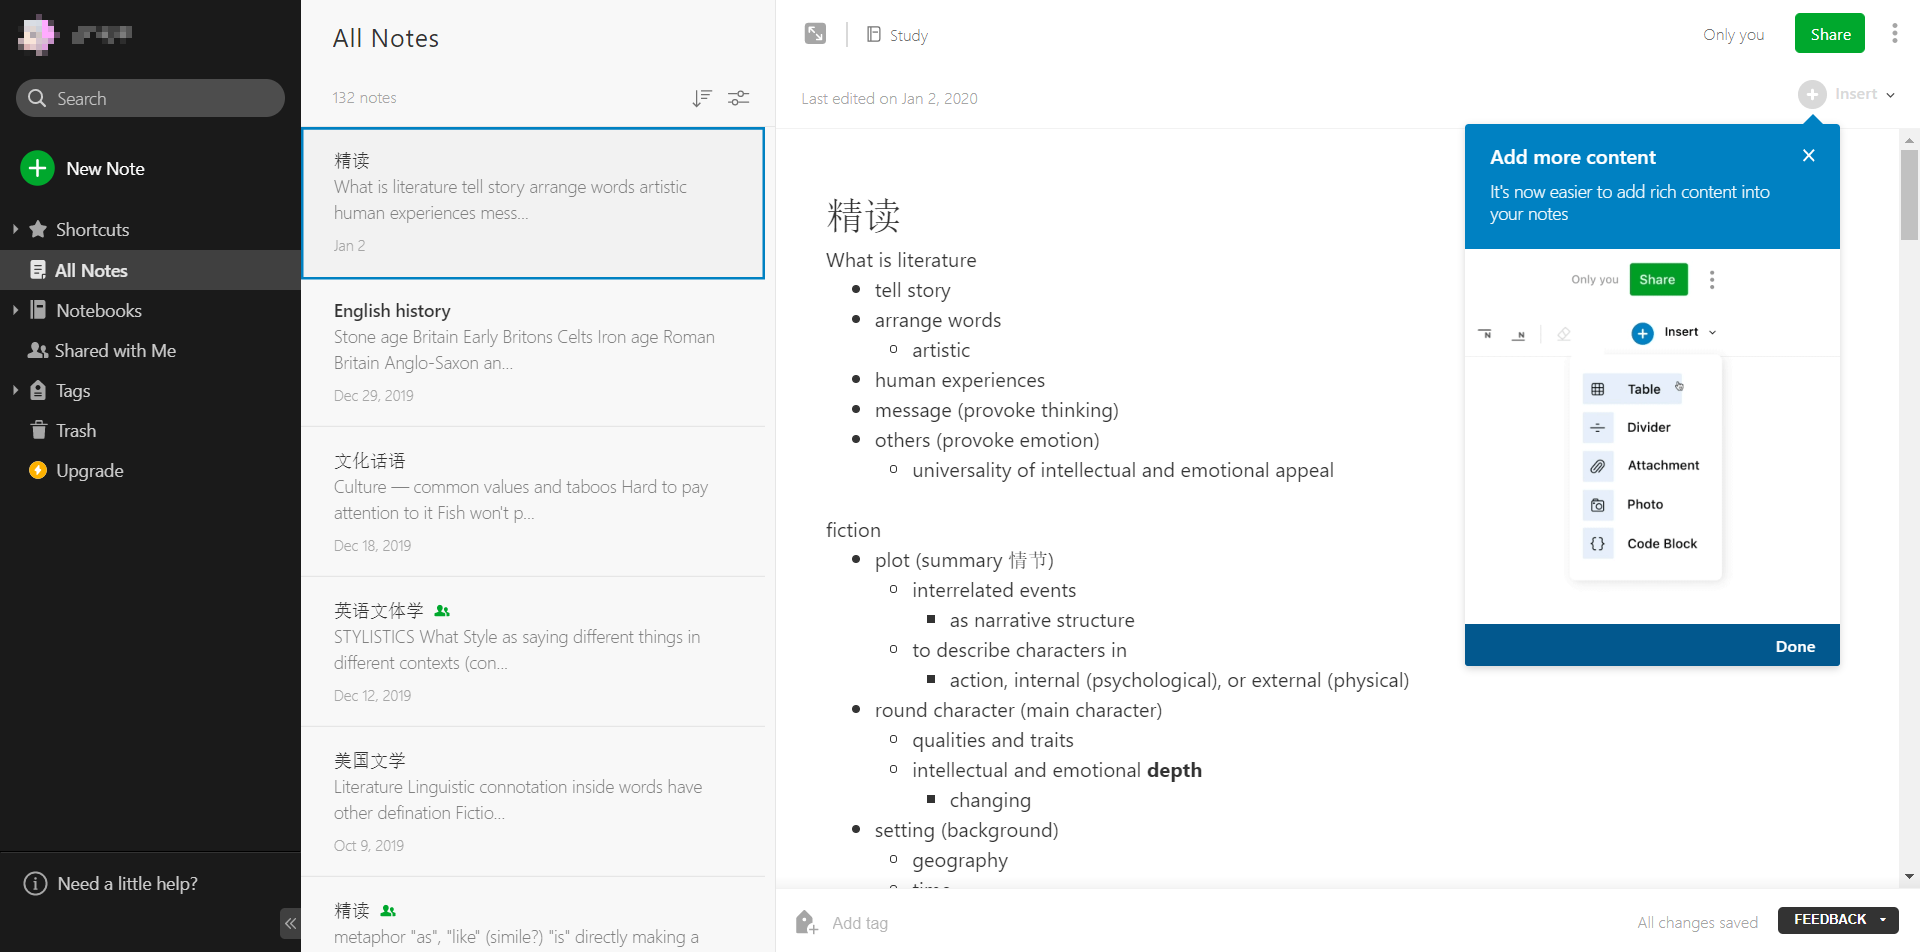 Search
New Note
Shortcuts
All Notes
Notebooks
Shared with Me
Tags
Trash
Upgrade
Need a little help?
All Notes
132 notes
精读
What is literature tell story arrange words artistic
human experiences mess...
Jan 2
English history
Stone age Britain Early Britons Celts Iron age Roman
Britain Anglo-Saxon an...
Dec 29, 2019
文化话语
Culture — common values and taboos Hard to pay
attention to it Fish won't p...
Dec 18, 2019
英语文体学
STYLISTICS What Style as saying different things in
different contexts (con...
Dec 12, 2019
美国文学
Literature Linguistic connotation inside words have
other defination Fictio...
Oct 9, 2019
精读
metaphor "as", "like" (simile?) "is" directly making a
Study
Only you
Share
Last edited on Jan 2, 2020
Insert
精读
What is literature
tell story
arrange words
artistic
human experiences
message (provoke thinking)
others (provoke emotion)
universality of intellectual and emotional appeal
fiction
plot (summary 情节)
interrelated events
as narrative structure
to describe characters in
action, internal (psychological), or external (physical)
round character (main character)
qualities and traits
intellectual and emotional depth
changing
setting (background)
geography
time
Add more content
It's now easier to add rich content into
your notes
Only you
Share
Insert
Table
Divider
Attachment
Photo
Code Block
Done
Add tag
All changes saved
FEEDBACK